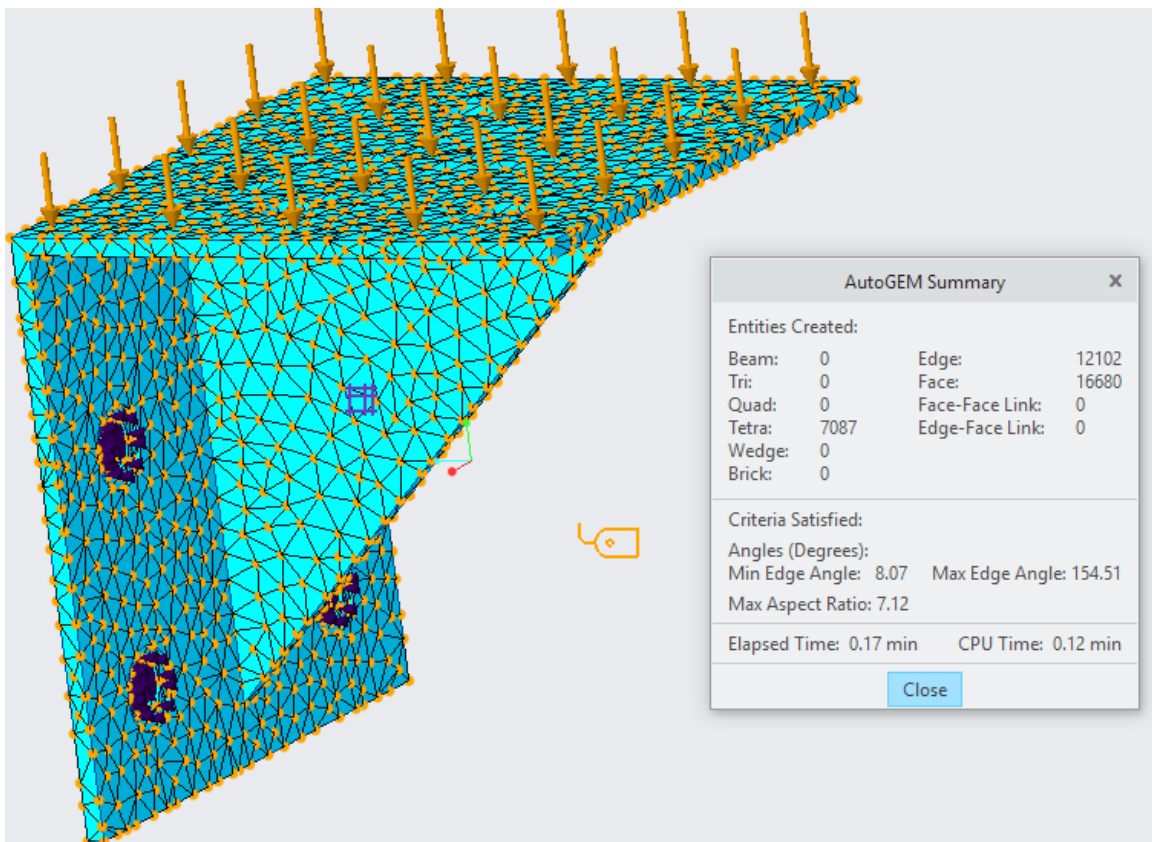 AutoGEM Summary x
Entities Created:
Beam: 0 Edge: 12102
Tri: 0 Face: 16680
Quad: 0 Face-Face Link: 0
Tetra: 7087 Edge-Face Link: 0
Wedge: 0
Brick: 0
Criteria Satisfied:
Angles (Degrees):
Min Edge Angle: 8.07 Max Edge Angle: 154.51
Max Aspect Ratio: 7.12
Elapsed Time: 0.17 min CPU Time: 0.12 min
Close